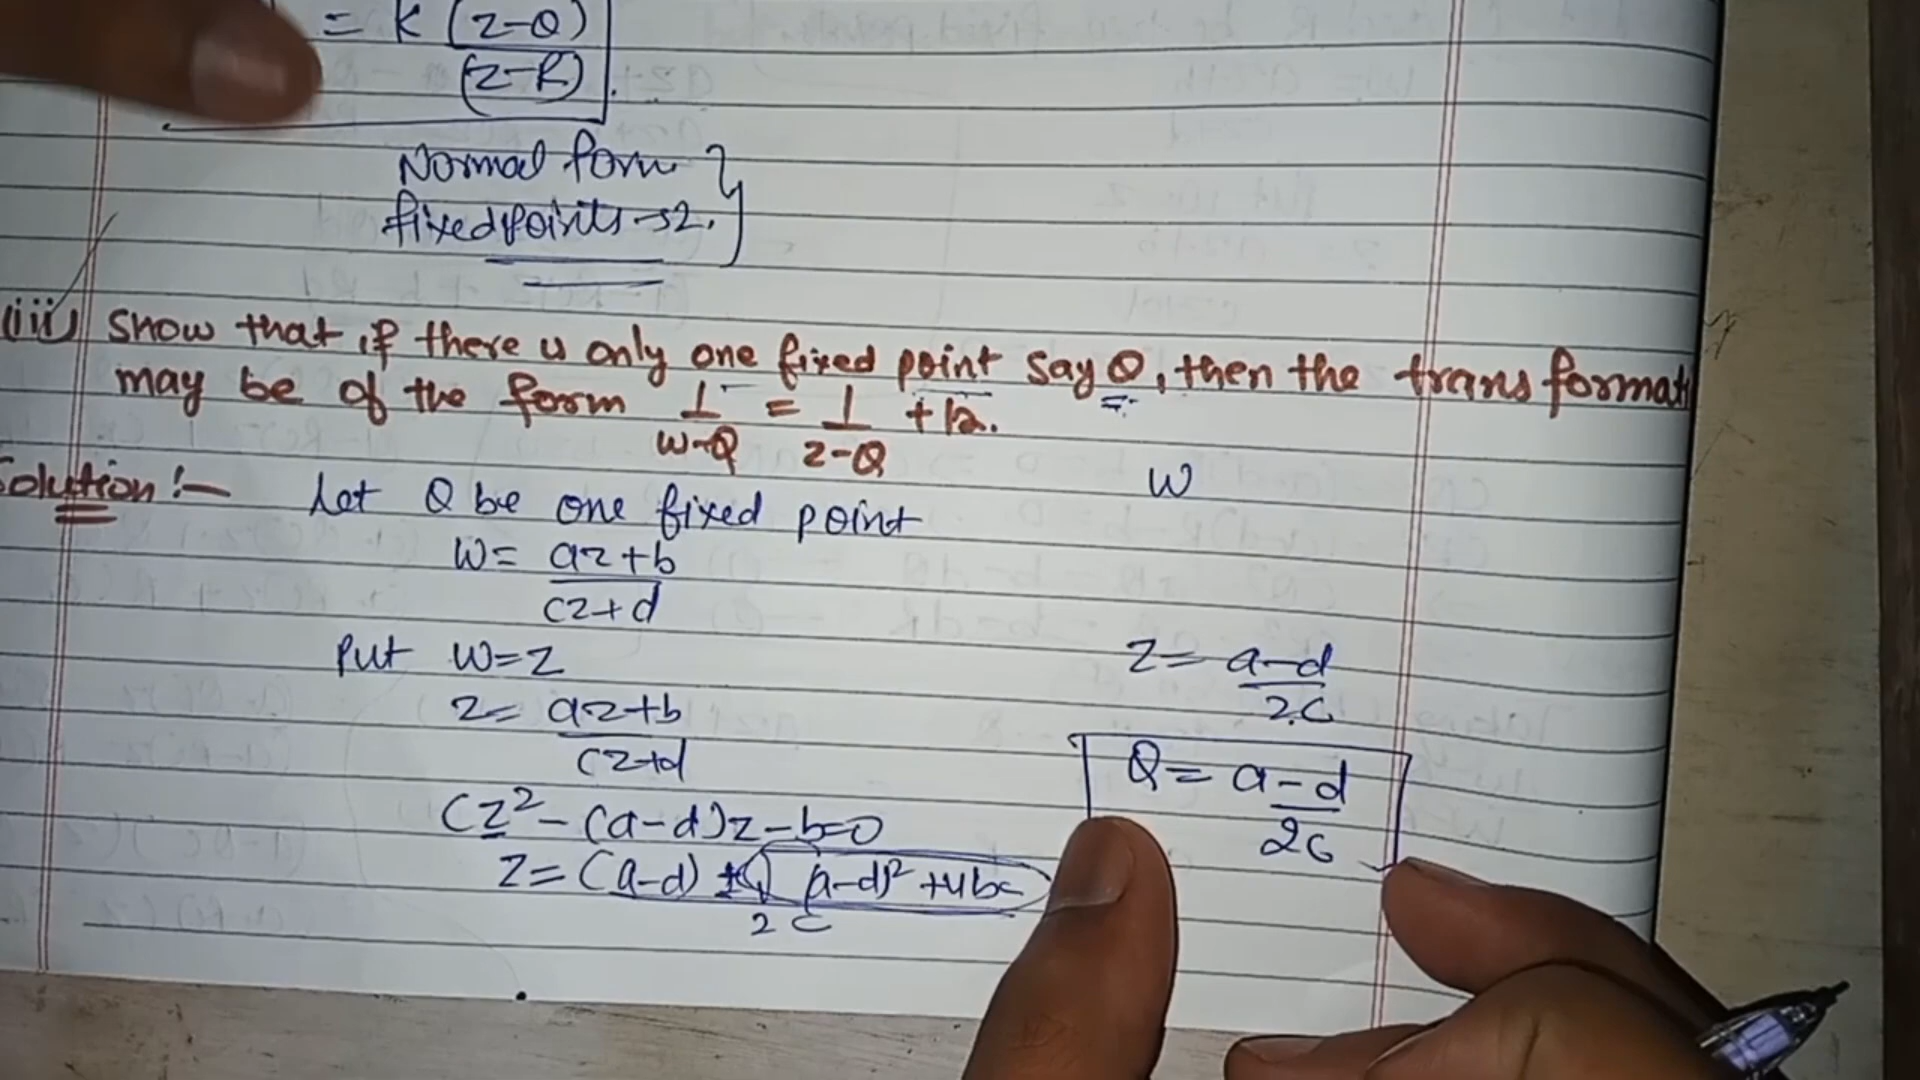 = K (z-Q)
(z-R)
Normal form }
fixed points → 2.
(iii) Show that if there is only one fixed point say Q, then the transformati
may be of the form 1/w-Q = 1/z-Q + k.
Solution :- Let Q be one fixed point
w
w = az+b
cz+d
Put w=z
z = az+b
cz+d
cz² - (a-d)z - b=0
z = (a-d) ± √(a-d)² + 4bc
2c
z = a-d
2c
Q = a-d
2c